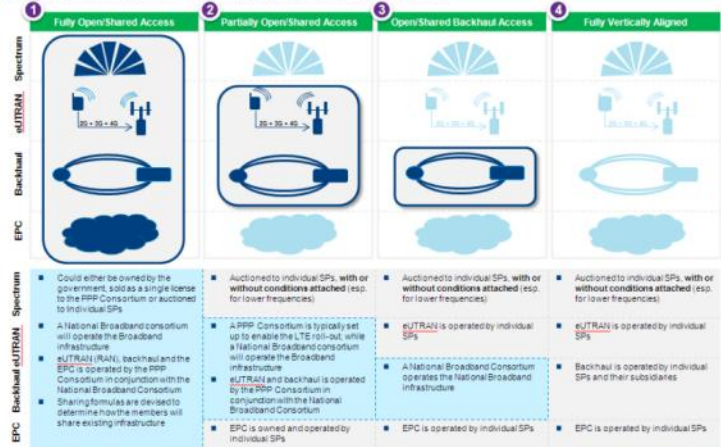 1
Fully Open/Shared Access
2
Partially Open/Shared Access
3
Open/Shared Backhaul Access
4
Fully Vertically Aligned
Spectrum
eUTRAN
2G + 3G + 4G
2G + 3G + 4G
2G + 3G + 4G
2G + 3G + 4G
Backhaul
EPC
Spectrum
Could either be owned by the
government, sold as a single license
to the PPP Consortium or auctioned
to Individual SPs
Auctioned to individual SPs, with or
without conditions attached (esp.
for lower frequencies)
Auctioned to individual SPs, with or
without conditions attached (esp.
for lower frequencies)
Auctioned to individual SPs, with or
without conditions attached (esp.
for lower frequencies)
eUTRAN
A National Broadband consortium
will operate the Broadband
infrastructure
eUTRAN (RAN), backhaul and the
EPC is operated by the PPP
Consortium in conjunction with the
National Broadband Consortium
Sharing formulas are devised to
determine how the members will
share existing infrastructure
A PPP Consortium is typically set
up to enable the LTE roll-out, while
a National Broadband consortium
will operate the Broadband
infrastructure
eUTRAN and backhaul is operated
by the PPP Consortium in
conjunction with the National
Broadband Consortium
eUTRAN is operated by individual
SPs
eUTRAN is operated by individual
SPs
Backhaul
A National Broadband Consortium
operates the National Broadband
infrastructure
Backhaul is operated by individual
SPs and their subsidiaries
EPC
EPC is owned and operated by
individual SPs
EPC is operated by individual SPs
EPC is operated by individual SPs